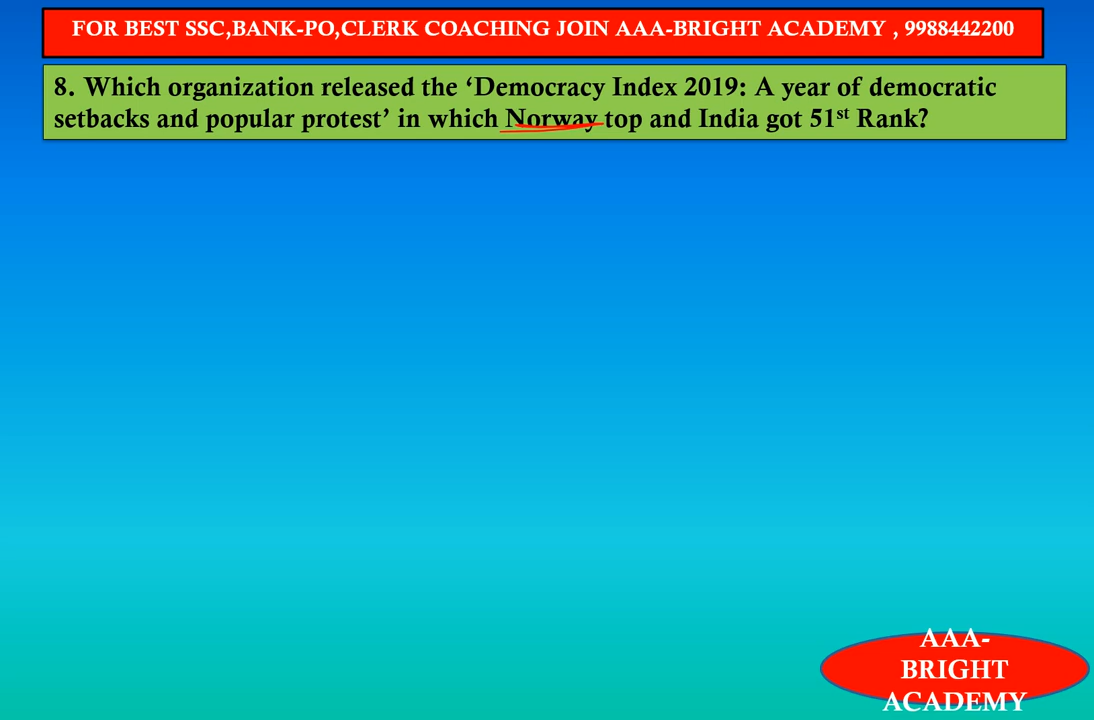 FOR BEST SSC,BANK-PO,CLERK COACHING JOIN AAA-BRIGHT ACADEMY , 9988442200
8. Which organization released the ‘Democracy Index 2019: A year of democratic
setbacks and popular protest’ in which Norway top and India got 51st Rank?
AAA-
BRIGHT
ACADEMY